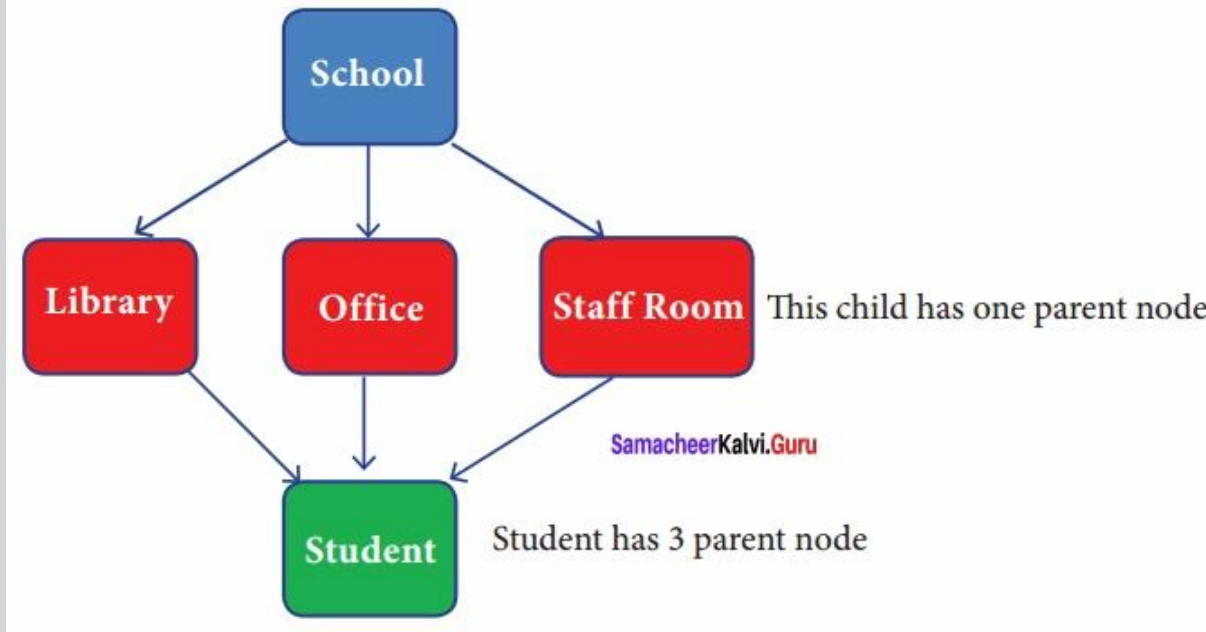 School
Library
Office
Staff Room
This child has one parent node
SamacheerKalvi.Guru
Student
Student has 3 parent node